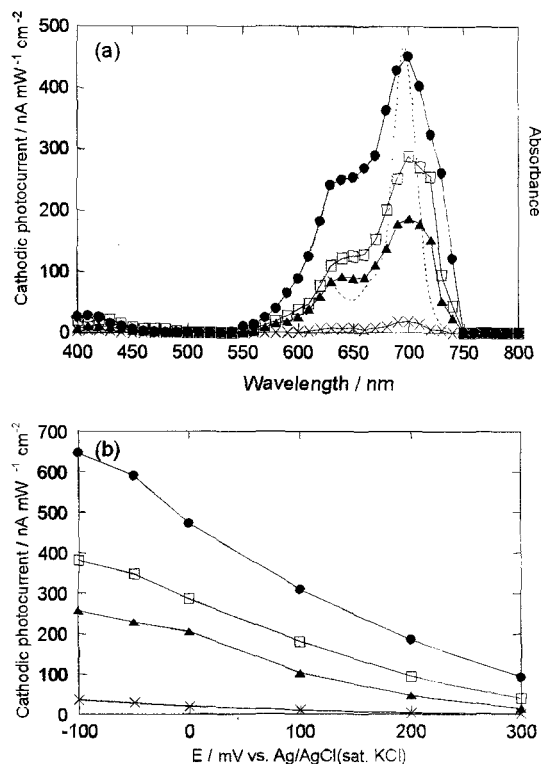 (a)
Cathodic photocurrent / nA mW⁻¹ cm⁻²
500
400
300
200
100
0
400 450 500 550 600 650 700 750 800
Wavelength / nm
Absorbance
(b)
Cathodic photocurrent / nA mW⁻¹ cm⁻²
700
600
500
400
300
200
100
0
-100 0 100 200 300
E / mV vs. Ag/AgCl(sat. KCl)